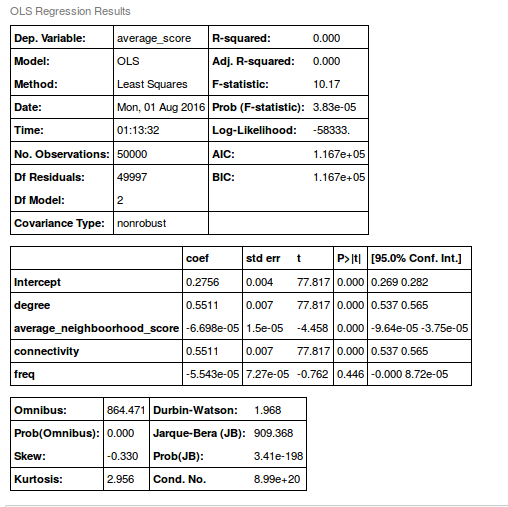 OLS Regression Results
Dep. Variable: average_score R-squared: 0.000
Model: OLS Adj. R-squared: 0.000
Method: Least Squares F-statistic: 10.17
Date: Mon, 01 Aug 2016 Prob (F-statistic): 3.83e-05
Time: 01:13:32 Log-Likelihood: -58333.
No. Observations: 50000 AIC: 1.167e+05
Df Residuals: 49997 BIC: 1.167e+05
Df Model: 2
Covariance Type: nonrobust
coef std err t P>|t| [95.0% Conf. Int.]
Intercept 0.2756 0.004 77.817 0.000 0.269 0.282
degree 0.5511 0.007 77.817 0.000 0.537 0.565
average_neighboorhood_score -6.698e-05 1.5e-05 -4.458 0.000 -9.64e-05 -3.75e-05
connectivity 0.5511 0.007 77.817 0.000 0.537 0.565
freq -5.543e-05 7.27e-05 -0.762 0.446 -0.000 8.72e-05
Omnibus: 864.471 Durbin-Watson: 1.968
Prob(Omnibus): 0.000 Jarque-Bera (JB): 909.368
Skew: -0.330 Prob(JB): 3.41e-198
Kurtosis: 2.956 Cond. No. 8.99e+20